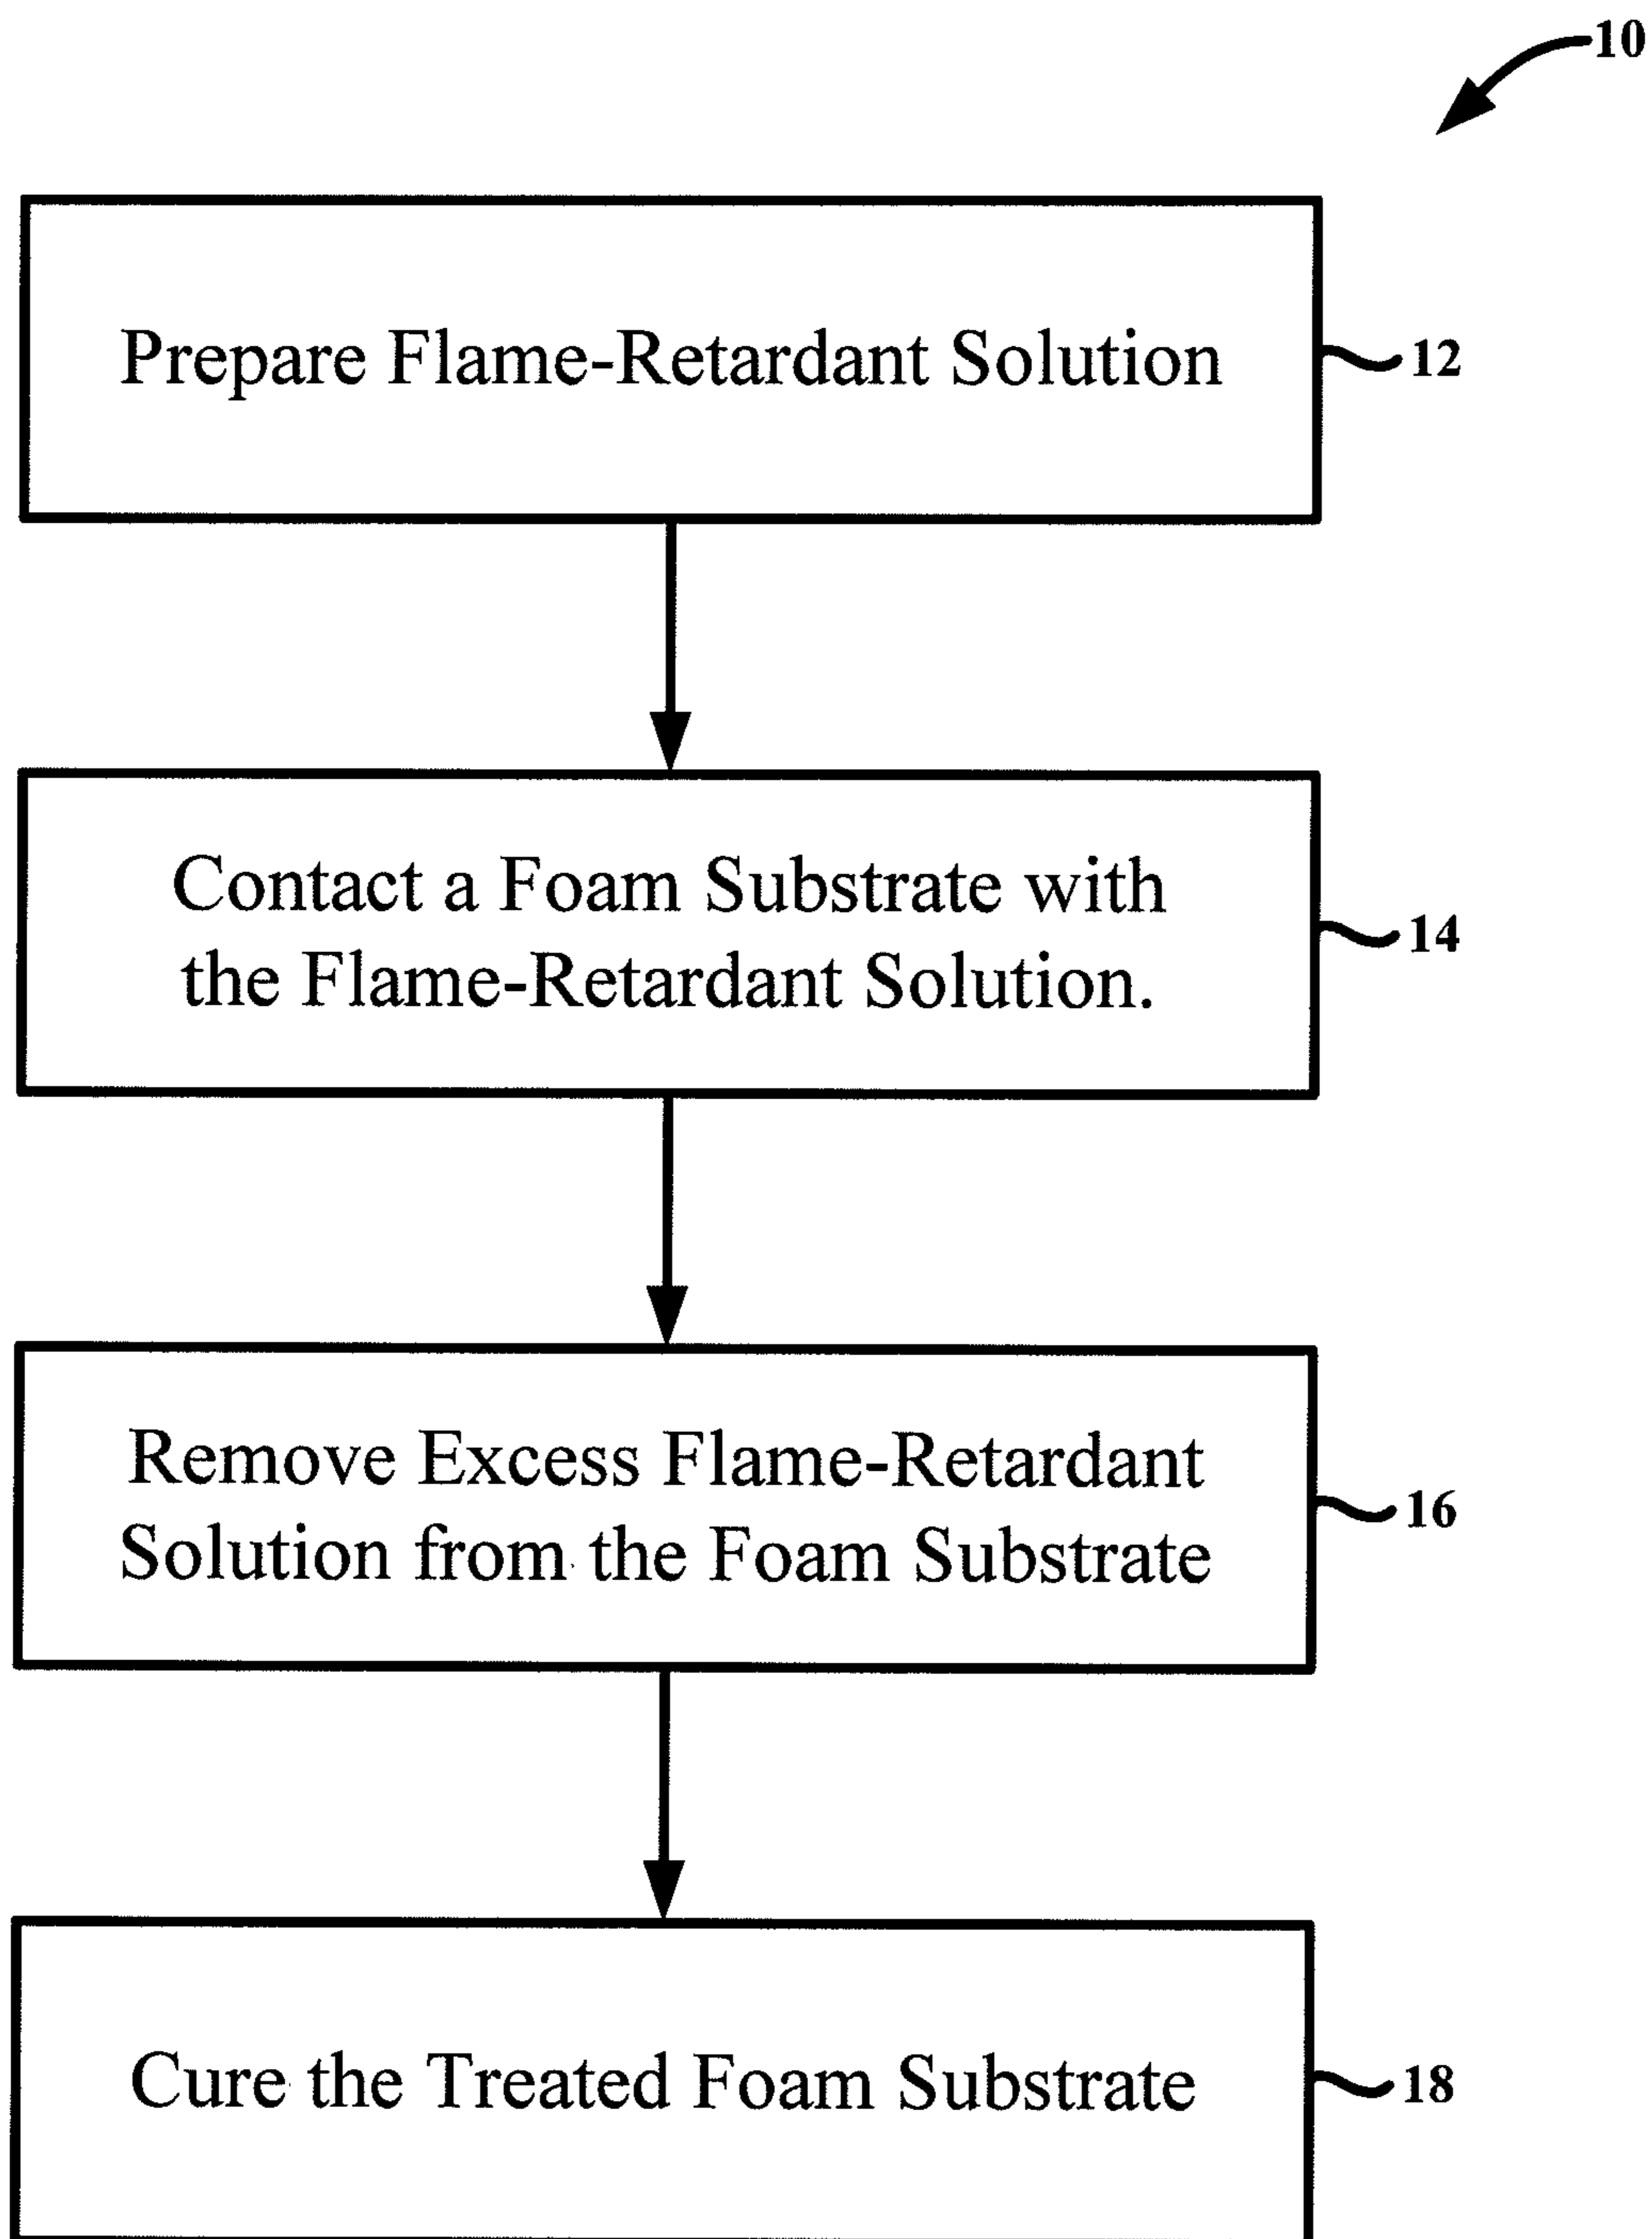 10
Prepare Flame-Retardant Solution
12
Contact a Foam Substrate with
the Flame-Retardant Solution.
14
Remove Excess Flame-Retardant
Solution from the Foam Substrate
16
Cure the Treated Foam Substrate
18